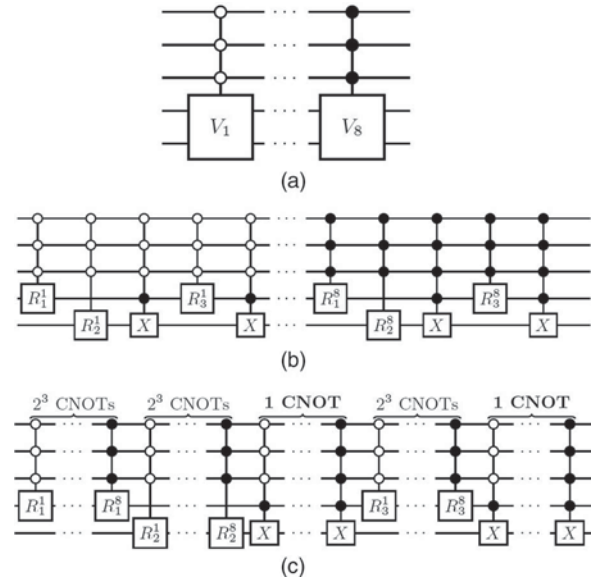 V₁ ··· V₈
(a)
R₁¹ R₂¹ X R₃¹ X ··· R₁⁸ R₂⁸ X R₃⁸ X
(b)
2³ CNOTs 2³ CNOTs 1 CNOT 2³ CNOTs 1 CNOT
R₁¹ ··· R₁⁸ R₂¹ ··· R₂⁸ X ··· X R₃¹ ··· R₃⁸ X ··· X
(c)